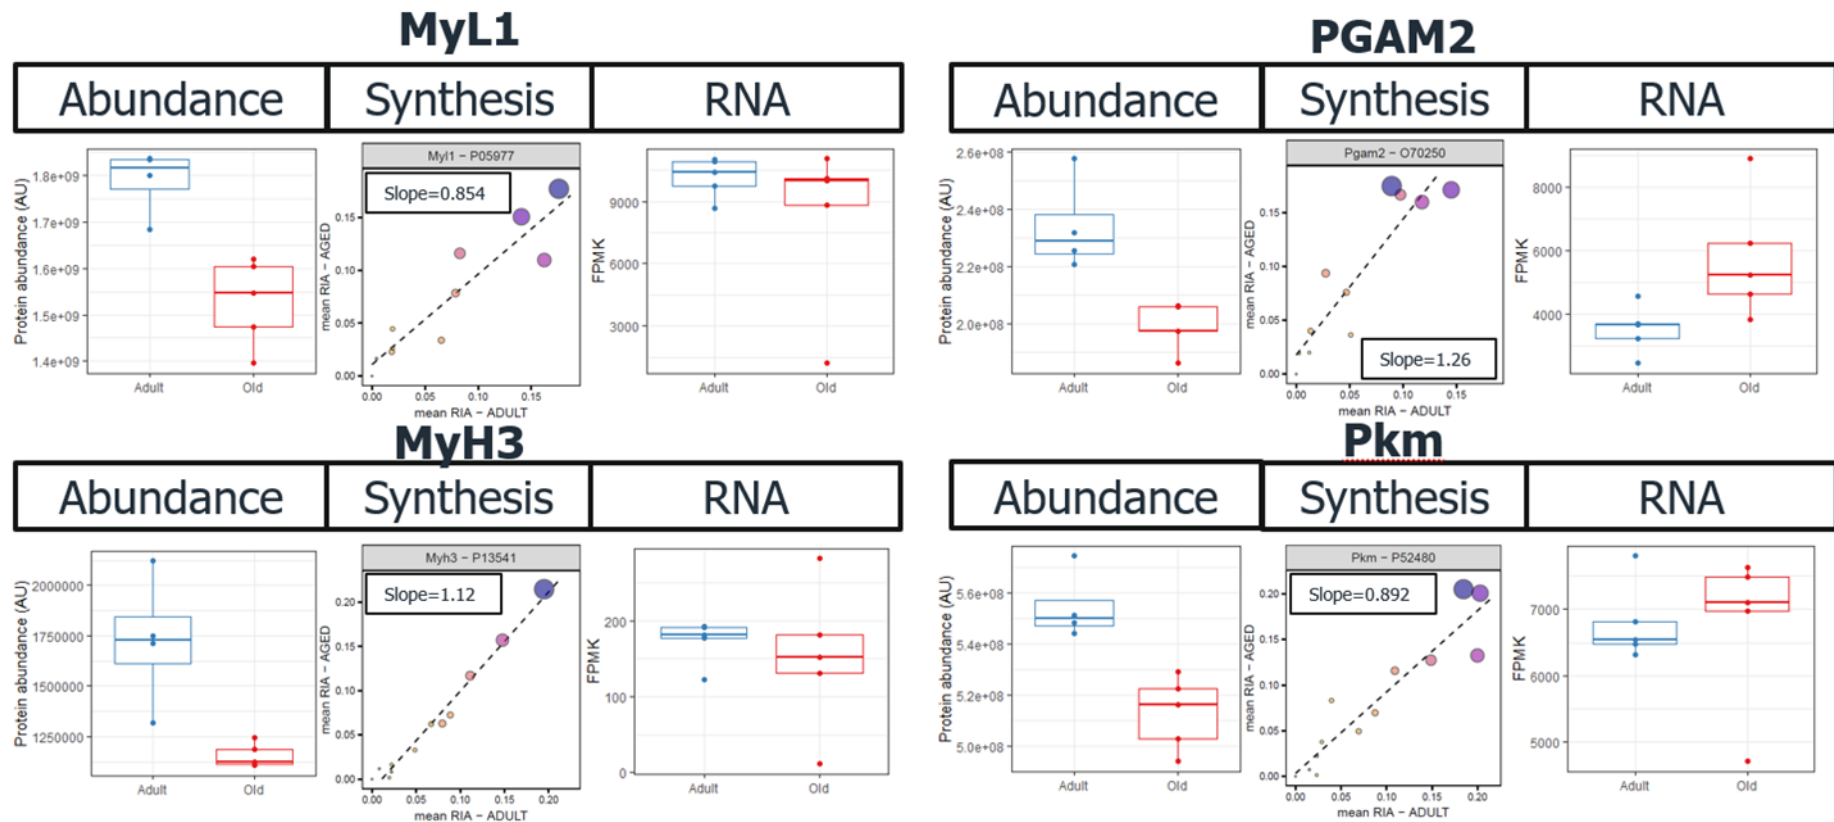 MyL1
Abundance
Synthesis
RNA
Protein abundance (AU)
1.8e+09
1.7e+09
1.6e+09
1.5e+09
1.4e+09
Adult
Old
Myl1 – P05977
Slope=0.854
mean RIA – AGED
0.15
0.10
0.05
0.00
0.00
0.05
0.10
0.15
mean RIA – ADULT
FPMK
9000
6000
3000
Adult
Old
PGAM2
Abundance
Synthesis
RNA
Protein abundance (AU)
2.6e+08
2.4e+08
2.2e+08
2.0e+08
Adult
Old
Pgam2 – O70250
Slope=1.26
mean RIA – AGED
0.15
0.10
0.05
0.00
0.00
0.05
0.10
0.15
mean RIA – ADULT
FPMK
8000
6000
4000
Adult
Old
MyH3
Abundance
Synthesis
RNA
Protein abundance (AU)
2000000
1750000
1500000
1250000
Adult
Old
Myh3 – P13541
Slope=1.12
mean RIA – AGED
0.20
0.15
0.10
0.05
0.00
0.00
0.05
0.10
0.15
0.20
mean RIA – ADULT
FPMK
200
100
0
Adult
Old
Pkm
Abundance
Synthesis
RNA
Protein abundance (AU)
5.6e+08
5.4e+08
5.2e+08
5.0e+08
Adult
Old
Pkm – P52480
Slope=0.892
mean RIA – AGED
0.20
0.15
0.10
0.05
0.00
0.00
0.05
0.10
0.15
0.20
mean RIA – ADULT
FPMK
7000
6000
5000
Adult
Old